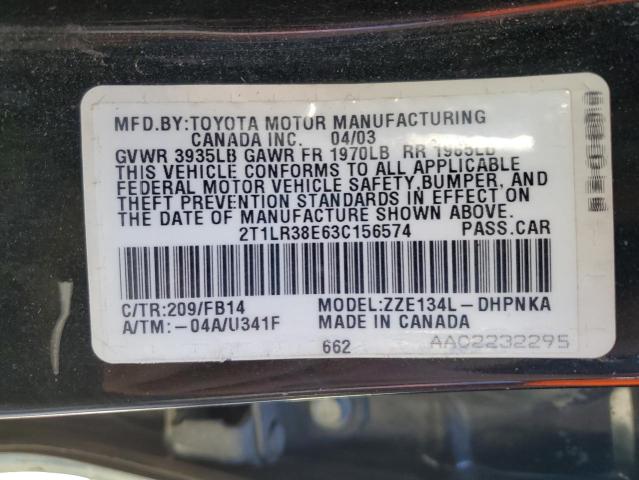 MFD.BY:TOYOTA MOTOR MANUFACTURING
CANADA INC. 04/03
GVWR 3935LB GAWR FR 1970LB RR 1965LB
THIS VEHICLE CONFORMS TO ALL APPLICABLE
FEDERAL MOTOR VEHICLE SAFETY,BUMPER, AND
THEFT PREVENTION STANDARDS IN EFFECT ON
THE DATE OF MANUFACTURE SHOWN ABOVE.
2T1LR38E63C156574 PASS.CAR
C/TR:209/FB14 MODEL:ZZE134L-DHPNKA
A/TM:-04A/U341F MADE IN CANADA
662 AAC2232295